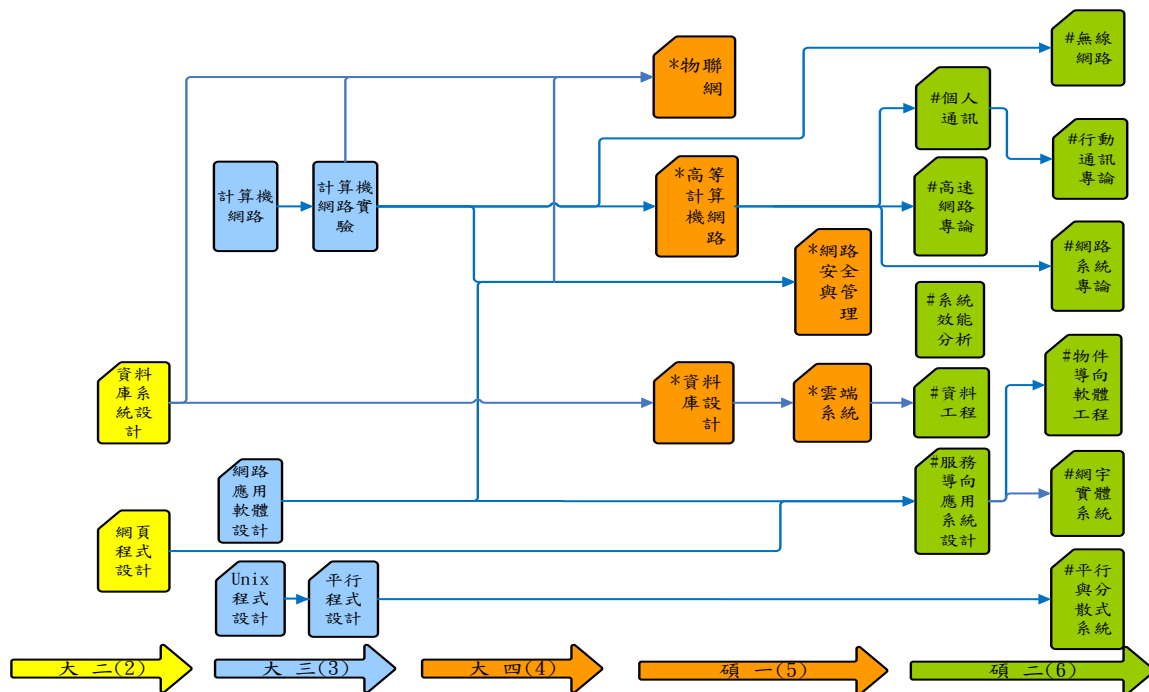 #無線
網路
*物聯
網
#個人
通訊
#行動
通訊
專論
計算機
網路
計算機
網路實
驗
*高等
計算
機網
路
#高速
網路
專論
*網路
安全
與管
理
#網路
系統
專論
#系統
效能
分析
#物件
導向
軟體
工程
資料
庫系
統設
計
*資料
庫設
計
*雲端
系統
#資料
工程
網路
應用
軟體
設計
#服務
導向
應用
系統
設計
#網宇
實體
系統
網頁
程式
設計
Unix
程式
設計
平行
程式
設計
#平行
與分
散式
系統
大 二(2)
大 三(3)
大 四(4)
碩 一(5)
碩 二(6)